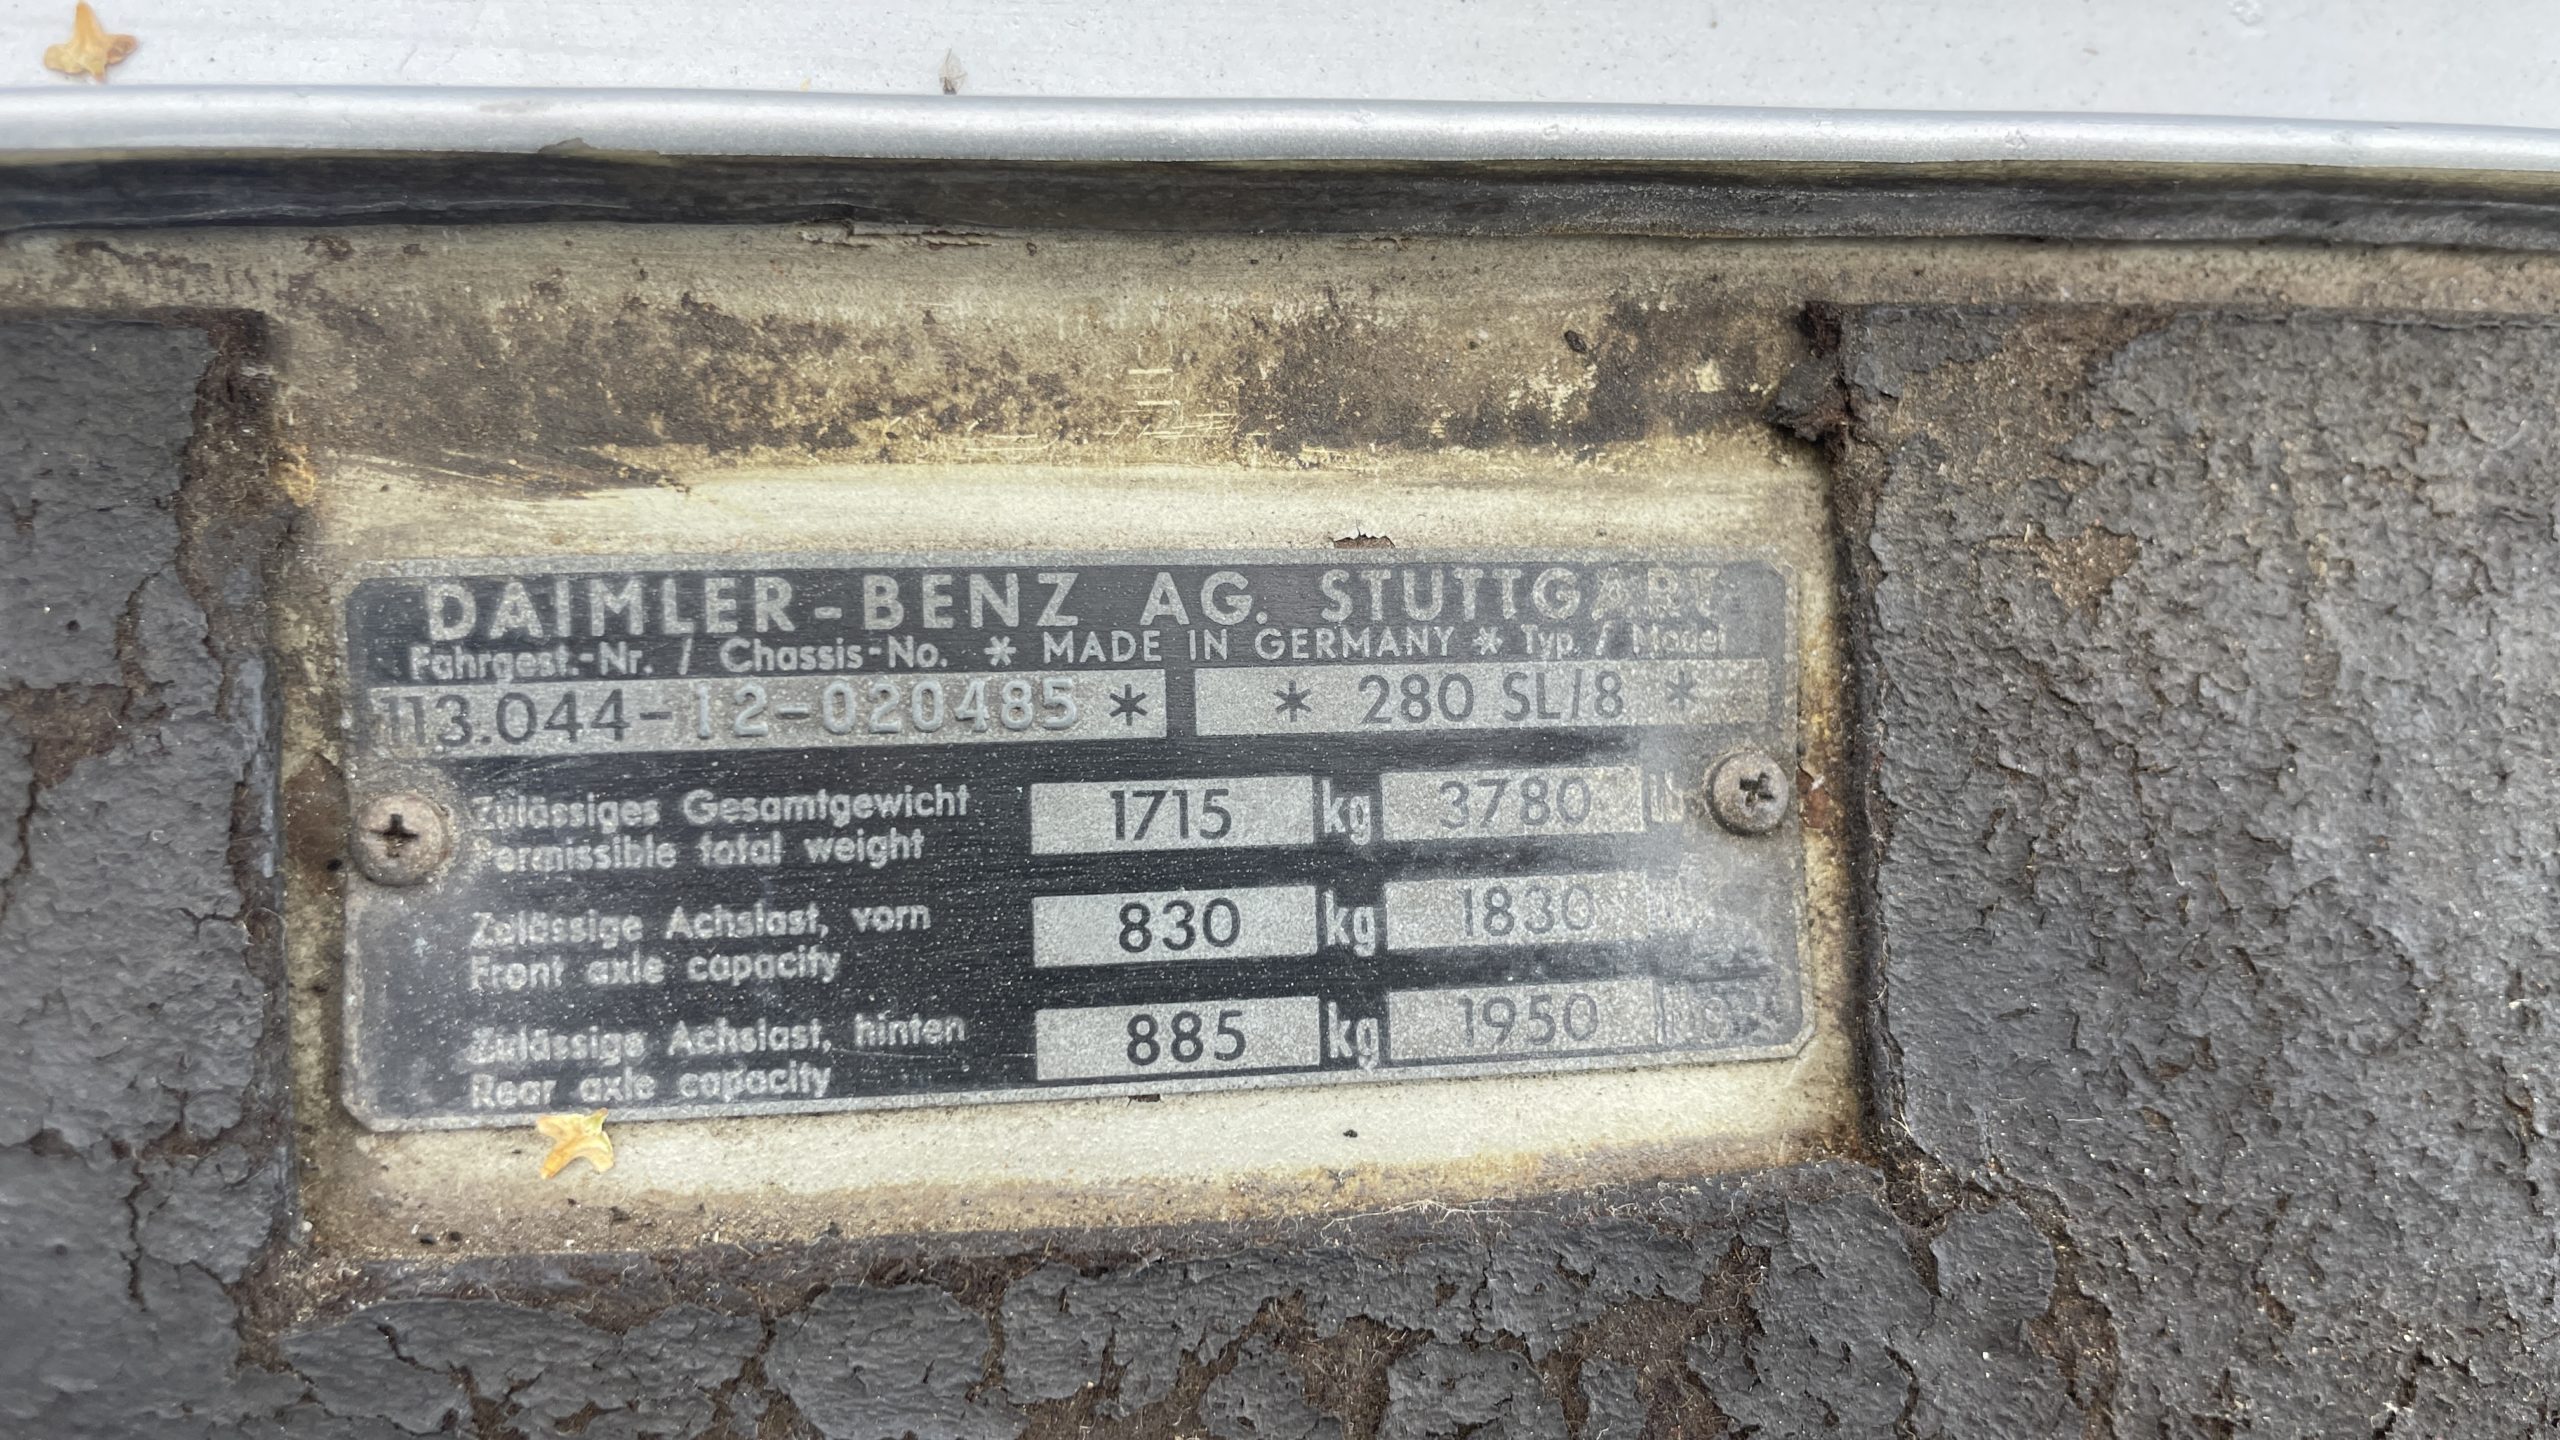 DAIMLER-BENZ AG. STUTTGART
Fahrgest.-Nr. / Chassis-No. * MADE IN GERMANY * Typ. / Model
113.044-12-020485 * * 280 SL/8 *
Zulässiges Gesamtgewicht
Permissible total weight
1715 kg 3780
Zulässige Achslast, vorn
Front axle capacity
830 kg 1830
Zulässige Achslast, hinten
Rear axle capacity
885 kg 1950 lbs